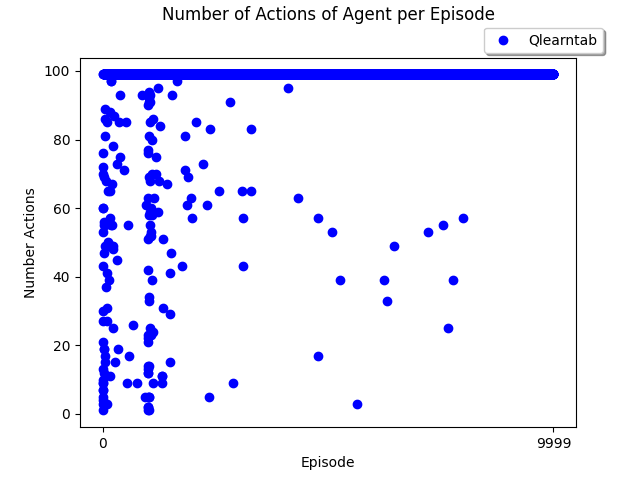 Number of Actions of Agent per Episode
Qlearntab
100
80
60
40
20
0
Number Actions
0 9999
Episode